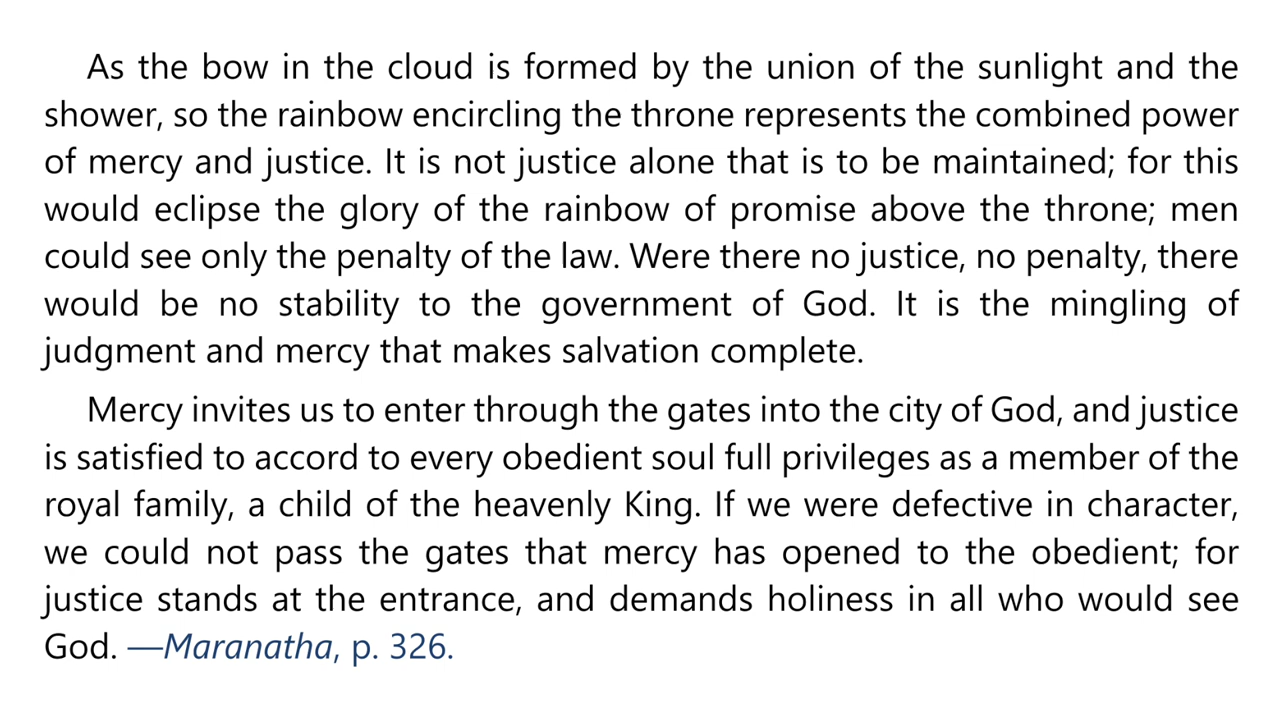 As the bow in the cloud is formed by the union of the sunlight and the
shower, so the rainbow encircling the throne represents the combined power
of mercy and justice. It is not justice alone that is to be maintained; for this
would eclipse the glory of the rainbow of promise above the throne; men
could see only the penalty of the law. Were there no justice, no penalty, there
would be no stability to the government of God. It is the mingling of
judgment and mercy that makes salvation complete.
Mercy invites us to enter through the gates into the city of God, and justice
is satisfied to accord to every obedient soul full privileges as a member of the
royal family, a child of the heavenly King. If we were defective in character,
we could not pass the gates that mercy has opened to the obedient; for
justice stands at the entrance, and demands holiness in all who would see
God. —Maranatha, p. 326.